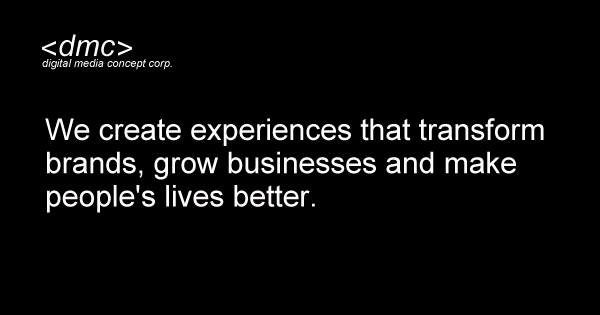 <dmc>
digital media concept corp.
We create experiences that transform
brands, grow businesses and make
people's lives better.